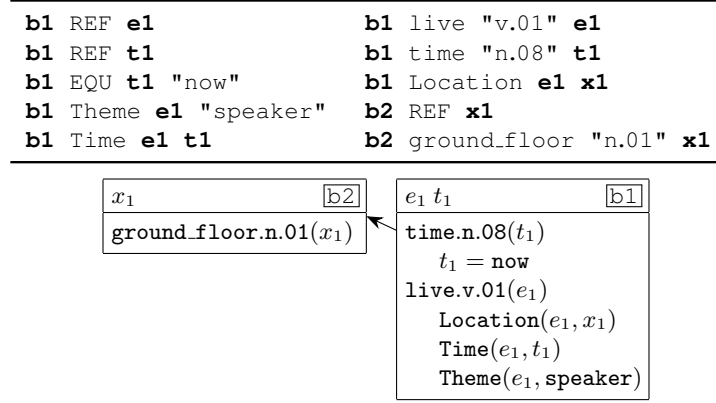 b1 REF e1 b1 live "v.01" e1
b1 REF t1 b1 time "n.08" t1
b1 EQU t1 "now" b1 Location e1 x1
b1 Theme e1 "speaker" b2 REF x1
b1 Time e1 t1 b2 ground_floor "n.01" x1
x₁ b2
ground_floor.n.01(x₁)
e₁ t₁ b1
time.n.08(t₁)
t₁ = now
live.v.01(e₁)
Location(e₁, x₁)
Time(e₁, t₁)
Theme(e₁, speaker)